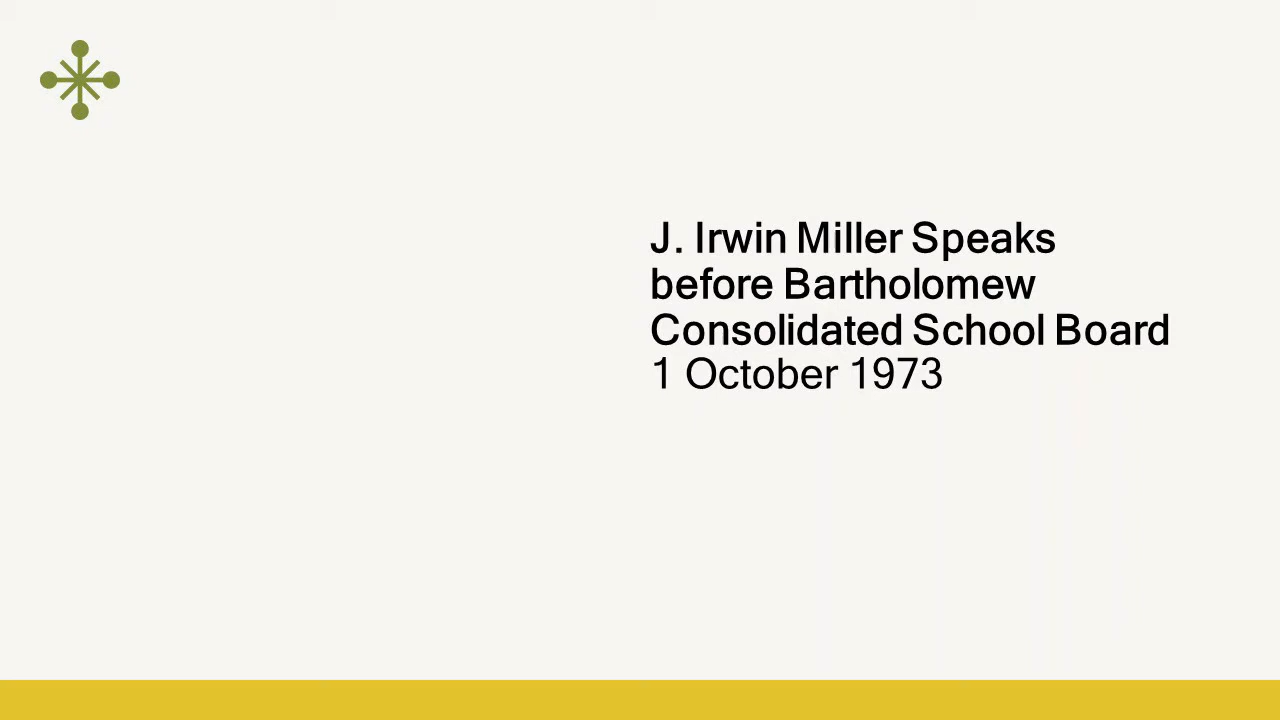 J. Irwin Miller Speaks
before Bartholomew
Consolidated School Board
1 October 1973